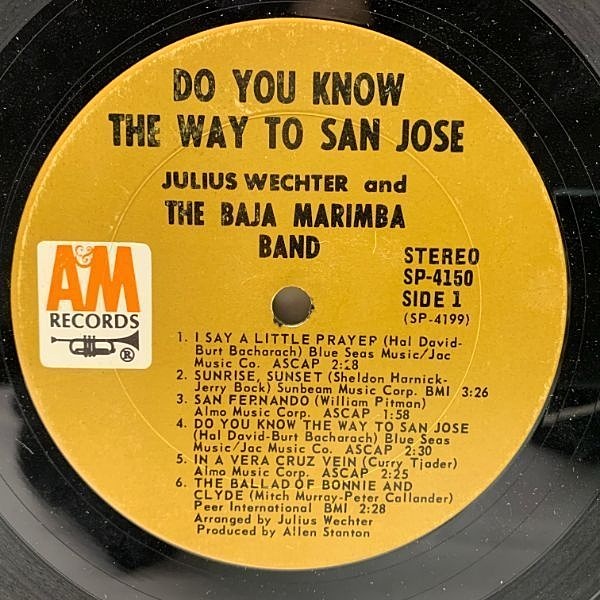 DO YOU KNOW
THE WAY TO SAN JOSE
JULIUS WECHTER and
THE BAJA MARIMBA
BAND
A&M
RECORDS
®
STEREO
SP-4150
SIDE 1
(SP-4199)
1. I SAY A LITTLE PRAYER (Hal David-
Burt Bacharach) Blue Seas Music/Jac
Music Co. ASCAP 2:28
2. SUNRISE, SUNSET (Sheldon Harnick-
Jerry Bock) Sunbeam Music Corp. BMI 3:26
3. SAN FERNANDO (William Pitman)
Almo Music Corp. ASCAP 1:58
4. DO YOU KNOW THE WAY TO SAN JOSE
(Hal David-Burt Bacharach) Blue Seas
Music/Jac Music Co. ASCAP 2:30
5. IN A VERA CRUZ VEIN (Curry Tjader)
Almo Music Corp. ASCAP 2:25
6. THE BALLAD OF BONNIE AND
CLYDE (Mitch Murray-Peter Callander)
Peer International BMI 2:28
Arranged by Julius Wechter
Produced by Allen Stanton